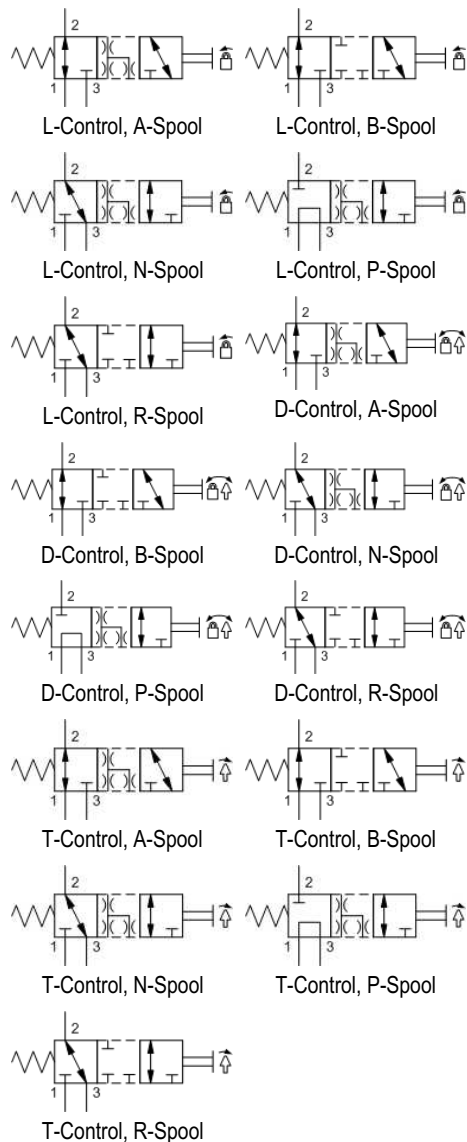 2
1 3
L-Control, A-Spool
2
1 3
L-Control, B-Spool
2
1 3
L-Control, N-Spool
2
1 3
L-Control, P-Spool
2
1 3
L-Control, R-Spool
2
1 3
D-Control, A-Spool
2
1 3
D-Control, B-Spool
2
1 3
D-Control, N-Spool
2
1 3
D-Control, P-Spool
2
1 3
D-Control, R-Spool
2
1 3
T-Control, A-Spool
2
1 3
T-Control, B-Spool
2
1 3
T-Control, N-Spool
2
1 3
T-Control, P-Spool
2
1 3
T-Control, R-Spool